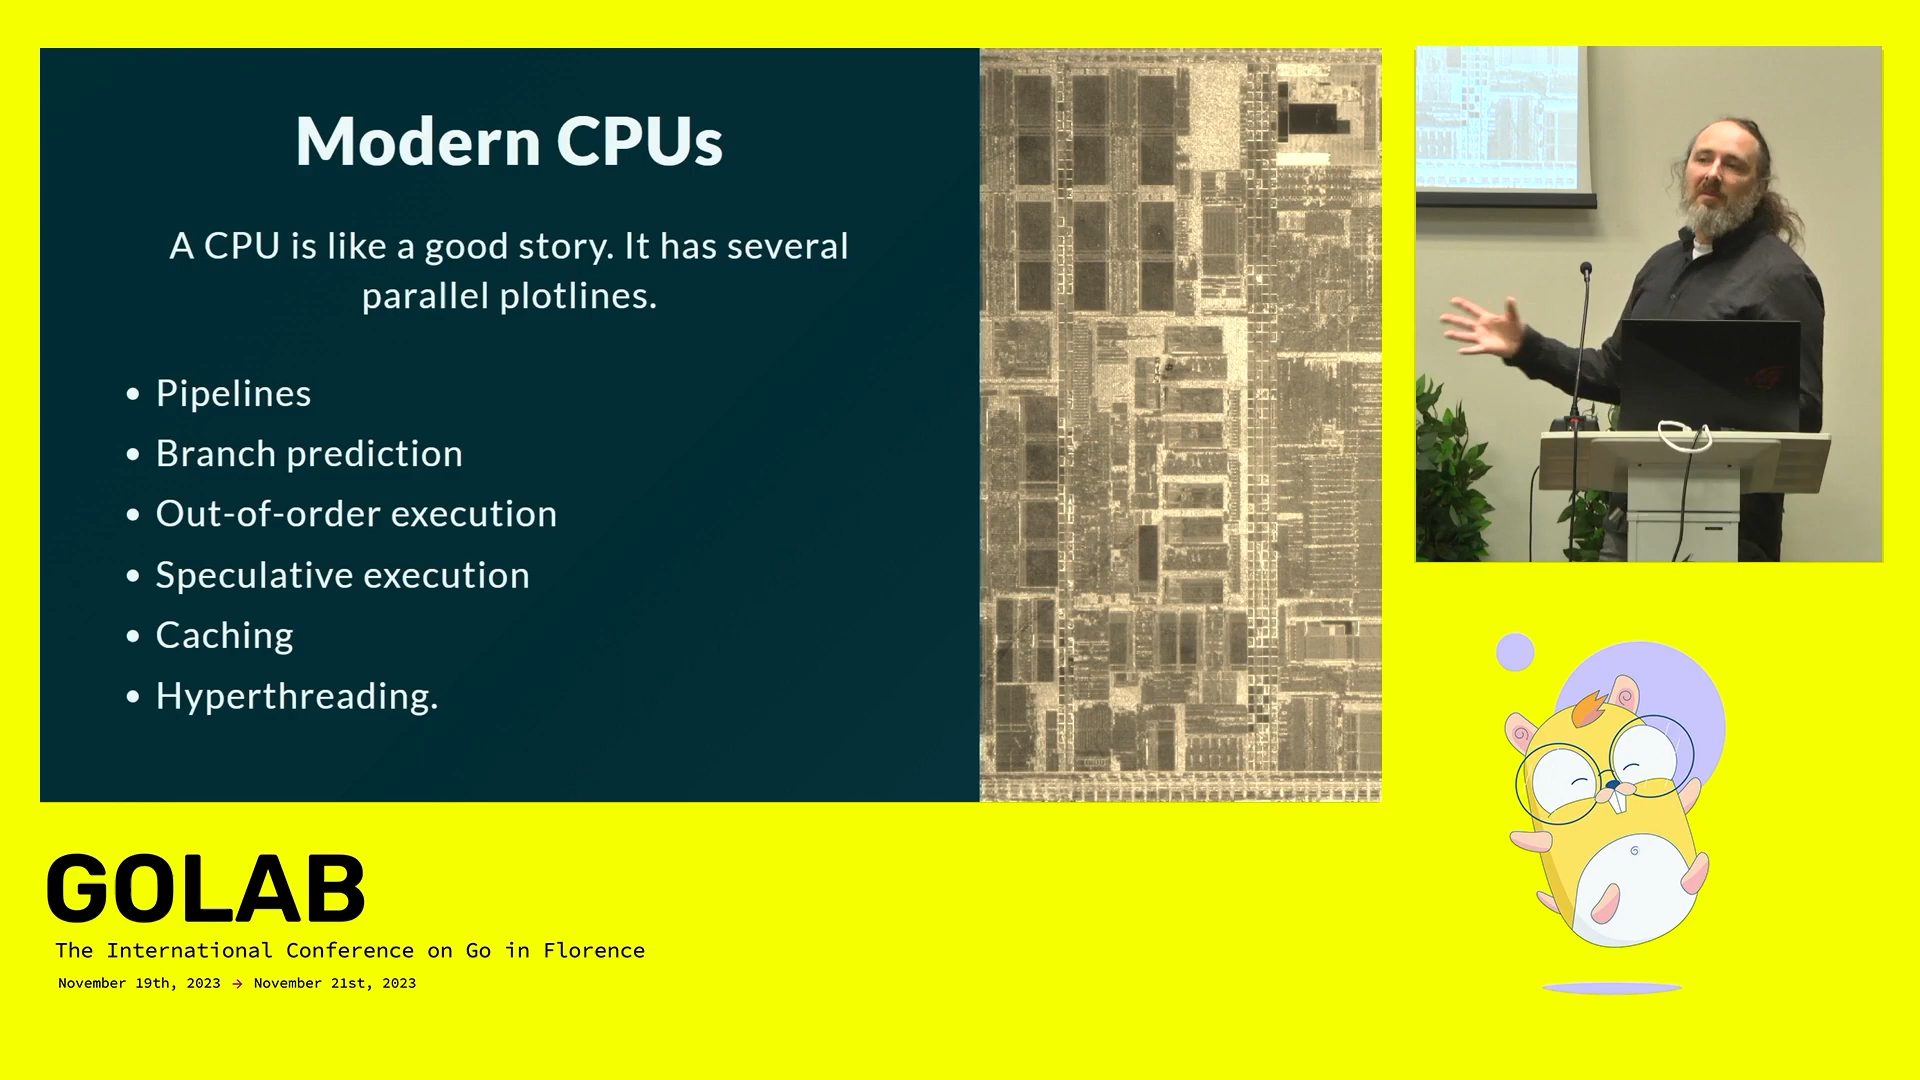 Modern CPUs
A CPU is like a good story. It has several
parallel plotlines.
• Pipelines
• Branch prediction
• Out-of-order execution
• Speculative execution
• Caching
• Hyperthreading.
GOLAB
The International Conference on Go in Florence
November 19th, 2023 → November 21st, 2023